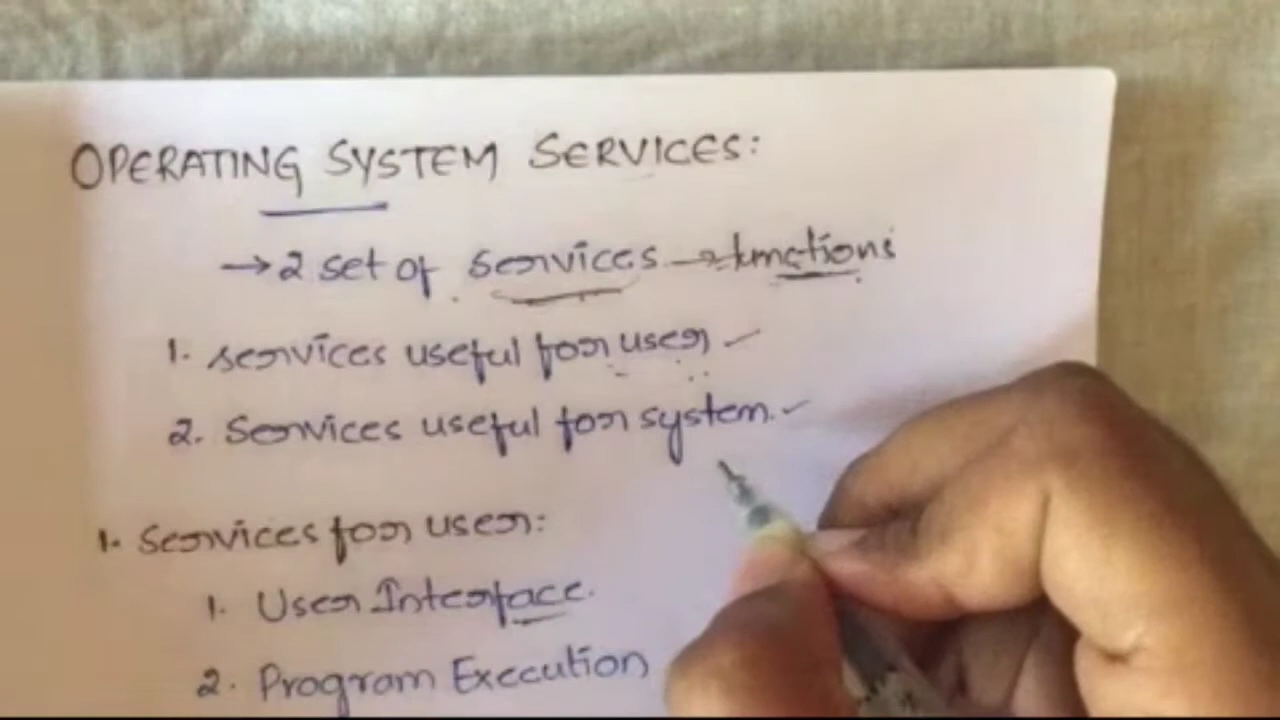 OPERATING SYSTEM SERVICES:
→ 2 set of services → functions
1. services useful for user ✓
2. Services useful for system. ✓
1. Services for user:
1. User Interface.
2. Program Execution